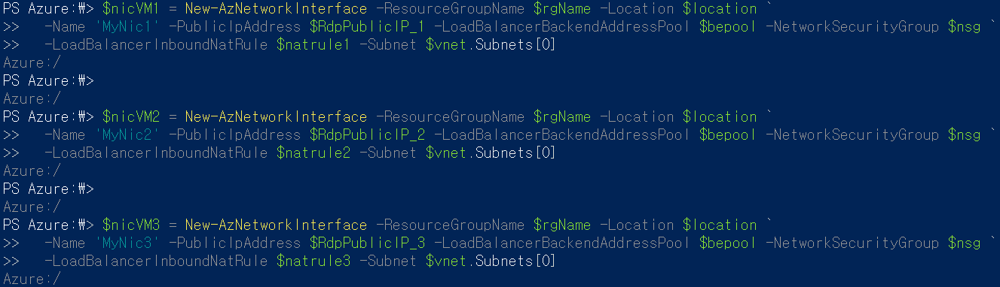 PS Azure:₩> $nicVM1 = New-AzNetworkInterface -ResourceGroupName $rgName -Location $location `
>>   -Name 'MyNic1' -PublicIpAddress $RdpPublicIP_1 -LoadBalancerBackendAddressPool $bepool -NetworkSecurityGroup $nsg `
>>   -LoadBalancerInboundNatRule $natrule1 -Subnet $vnet.Subnets[0]
Azure:/
PS Azure:₩>
Azure:/
PS Azure:₩> $nicVM2 = New-AzNetworkInterface -ResourceGroupName $rgName -Location $location `
>>   -Name 'MyNic2' -PublicIpAddress $RdpPublicIP_2 -LoadBalancerBackendAddressPool $bepool -NetworkSecurityGroup $nsg `
>>   -LoadBalancerInboundNatRule $natrule2 -Subnet $vnet.Subnets[0]
Azure:/
PS Azure:₩>
Azure:/
PS Azure:₩> $nicVM3 = New-AzNetworkInterface -ResourceGroupName $rgName -Location $location `
>>   -Name 'MyNic3' -PublicIpAddress $RdpPublicIP_3 -LoadBalancerBackendAddressPool $bepool -NetworkSecurityGroup $nsg `
>>   -LoadBalancerInboundNatRule $natrule3 -Subnet $vnet.Subnets[0]
Azure:/